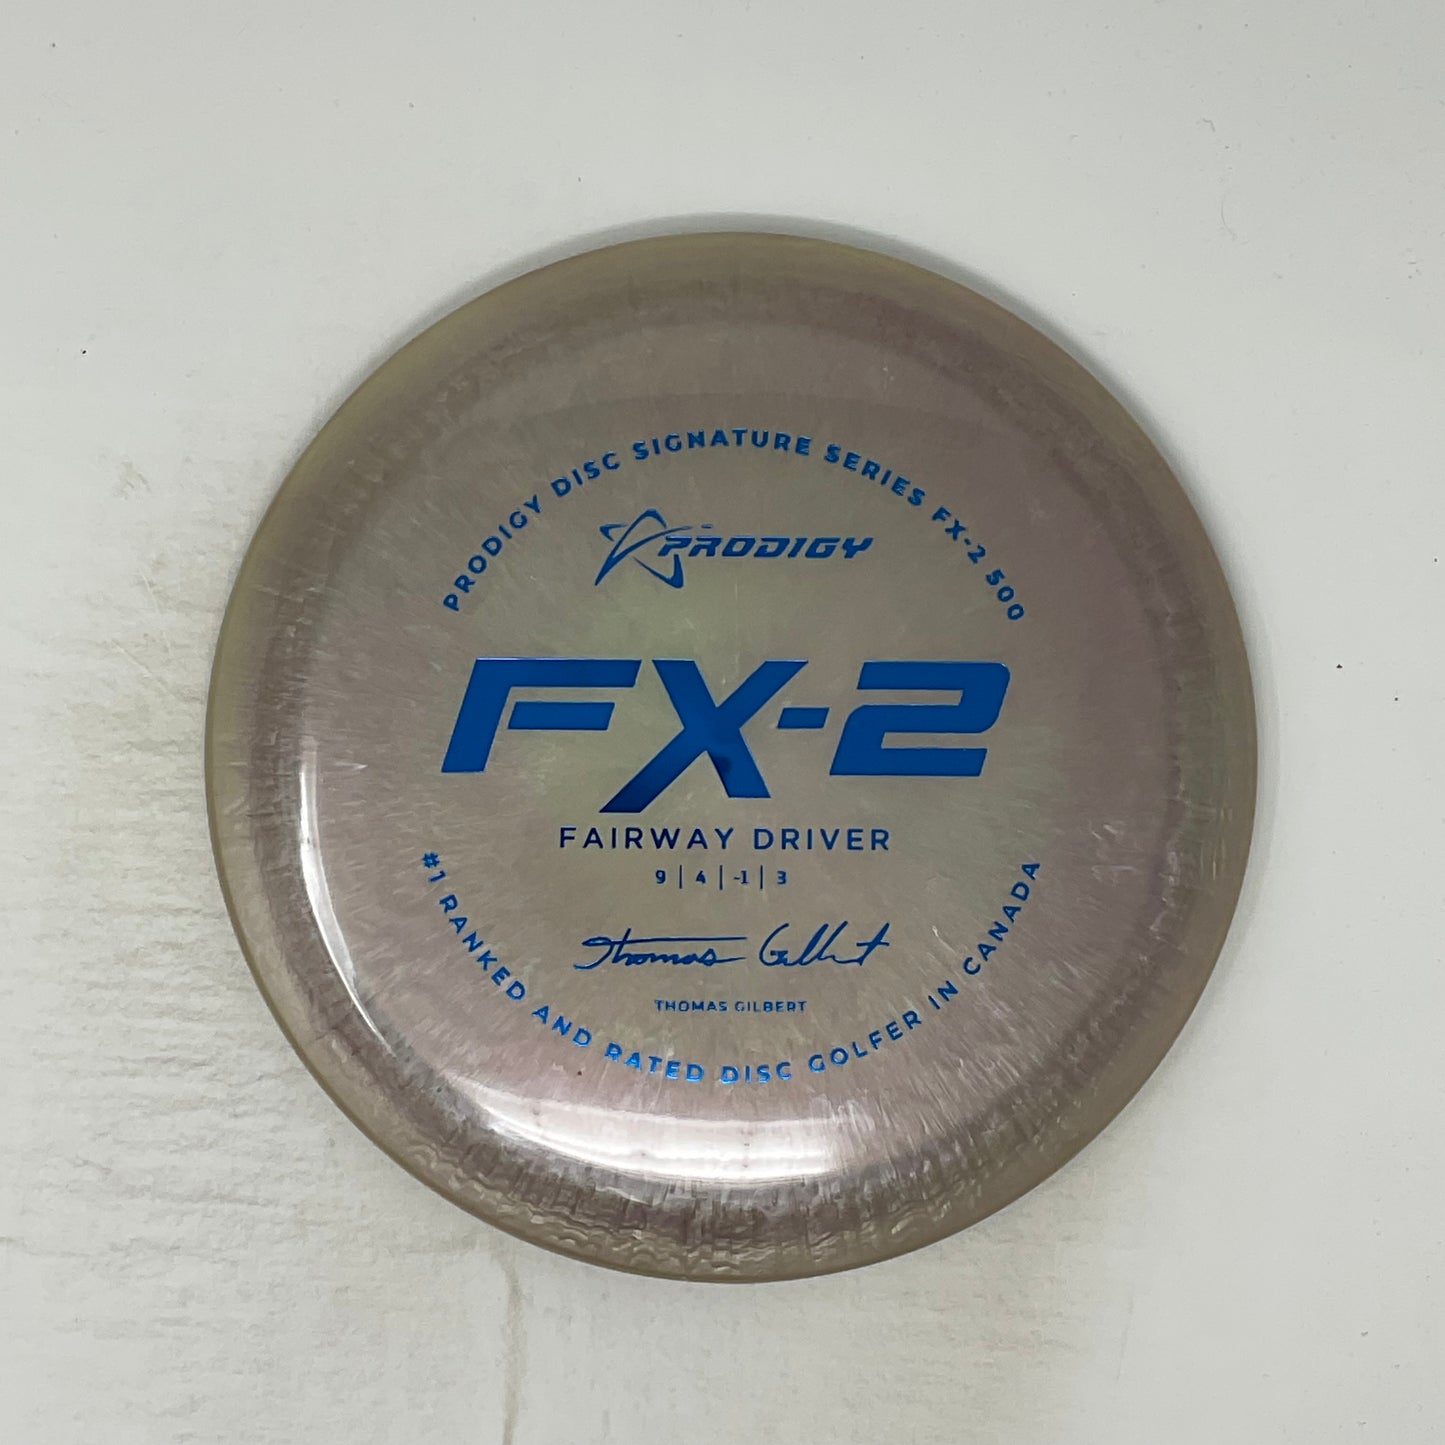 PRODIGY DISC SIGNATURE SERIES FX-2 500
PRODIGY
FX-2
FAIRWAY DRIVER
9 | 4 | -1 | 3
Thomas Gilbert
THOMAS GILBERT
#1 RANKED AND RATED DISC GOLFER IN CANADA